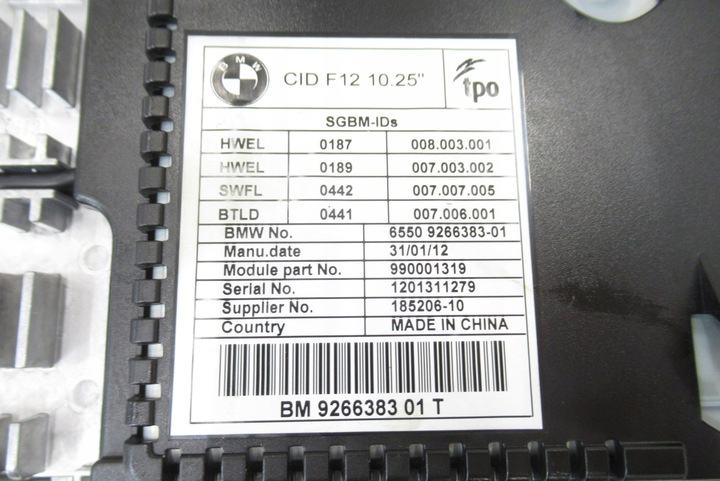 BMW CID F12 10.25" tpo
SGBM-IDs
HWEL 0187 008.003.001
HWEL 0189 007.003.002
SWFL 0442 007.007.005
BTLD 0441 007.006.001
BMW No. 6550 9266383-01
Manu.date 31/01/12
Module part No. 990001319
Serial No. 1201311279
Supplier No. 185206-10
Country MADE IN CHINA
BM 9266383 01 T